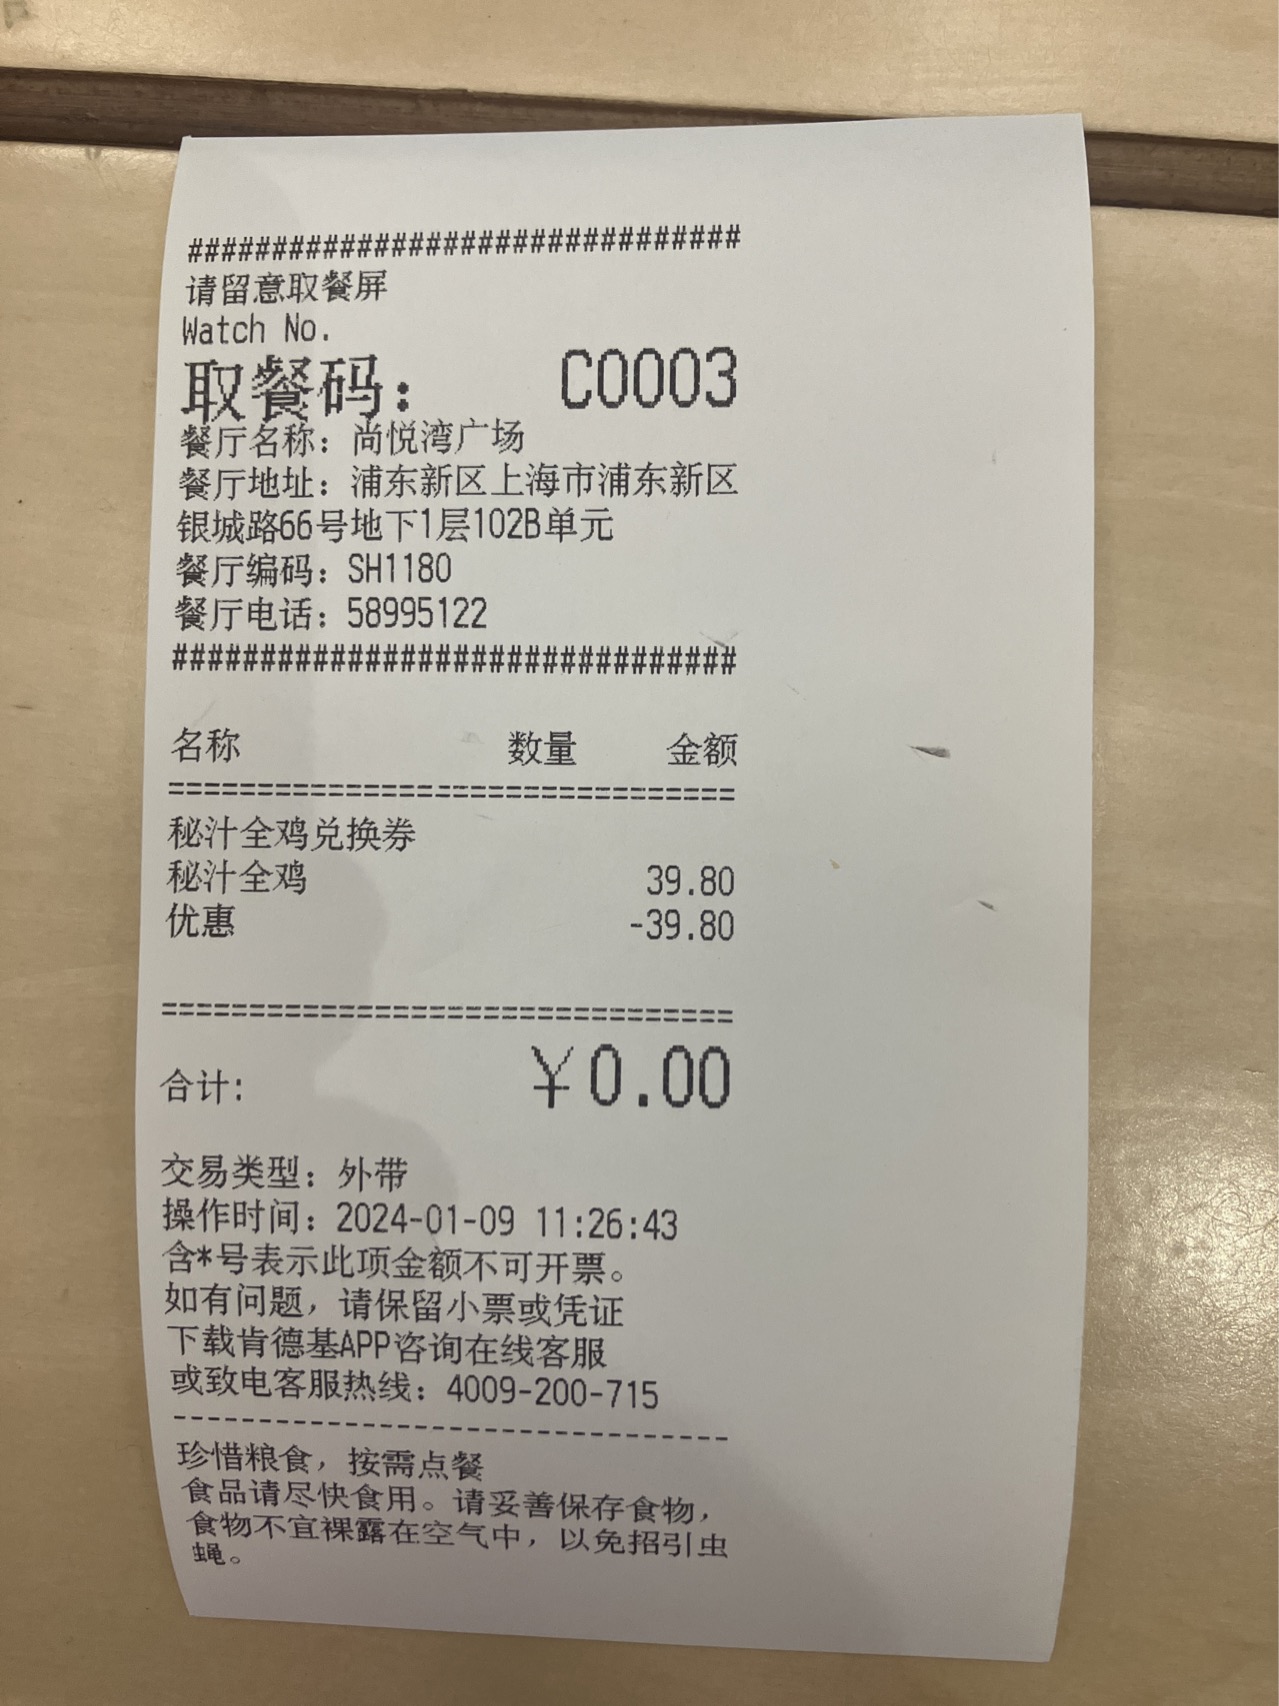 #################################
请留意取餐屏
Watch No.
取餐码： C0003
餐厅名称：尚悦湾广场
餐厅地址：浦东新区上海市浦东新区
银城路66号地下1层102B单元
餐厅编码：SH1180
餐厅电话：58995122
#################################
名称 数量 金额
================================
秘汁全鸡兑换券
秘汁全鸡 39.80
优惠 -39.80
================================
合计: ￥0.00
交易类型：外带
操作时间：2024-01-09 11:26:43
含*号表示此项金额不可开票。
如有问题，请保留小票或凭证
下载肯德基APP咨询在线客服
或致电客服热线：4009-200-715
--------------------------------
珍惜粮食，按需点餐
食品请尽快食用。请妥善保存食物，
食物不宜裸露在空气中，以免招引虫
蝇。